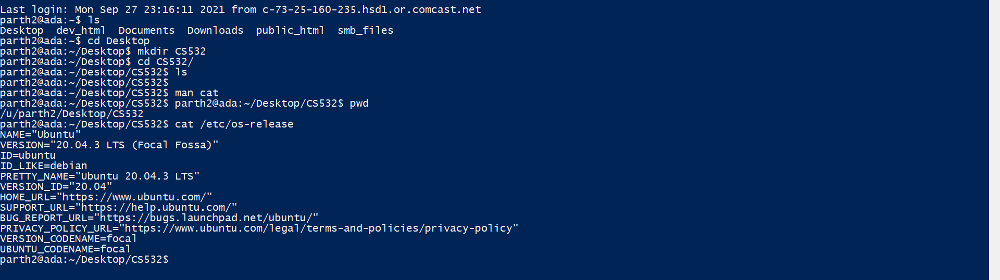 Last login: Mon Sep 27 23:16:11 2021 from c-73-25-160-235.hsd1.or.comcast.net
parth2@ada:~$ ls
Desktop  dev_html  Documents  Downloads  public_html  smb_files
parth2@ada:~$ cd Desktop
parth2@ada:~/Desktop$ mkdir CS532
parth2@ada:~/Desktop$ cd CS532/
parth2@ada:~/Desktop/CS532$ ls
parth2@ada:~/Desktop/CS532$
parth2@ada:~/Desktop/CS532$ man cat
parth2@ada:~/Desktop/CS532$ parth2@ada:~/Desktop/CS532$ pwd
/u/parth2/Desktop/CS532
parth2@ada:~/Desktop/CS532$ cat /etc/os-release
NAME="Ubuntu"
VERSION="20.04.3 LTS (Focal Fossa)"
ID=ubuntu
ID_LIKE=debian
PRETTY_NAME="Ubuntu 20.04.3 LTS"
VERSION_ID="20.04"
HOME_URL="https://www.ubuntu.com/"
SUPPORT_URL="https://help.ubuntu.com/"
BUG_REPORT_URL="https://bugs.launchpad.net/ubuntu/"
PRIVACY_POLICY_URL="https://www.ubuntu.com/legal/terms-and-policies/privacy-policy"
VERSION_CODENAME=focal
UBUNTU_CODENAME=focal
parth2@ada:~/Desktop/CS532$